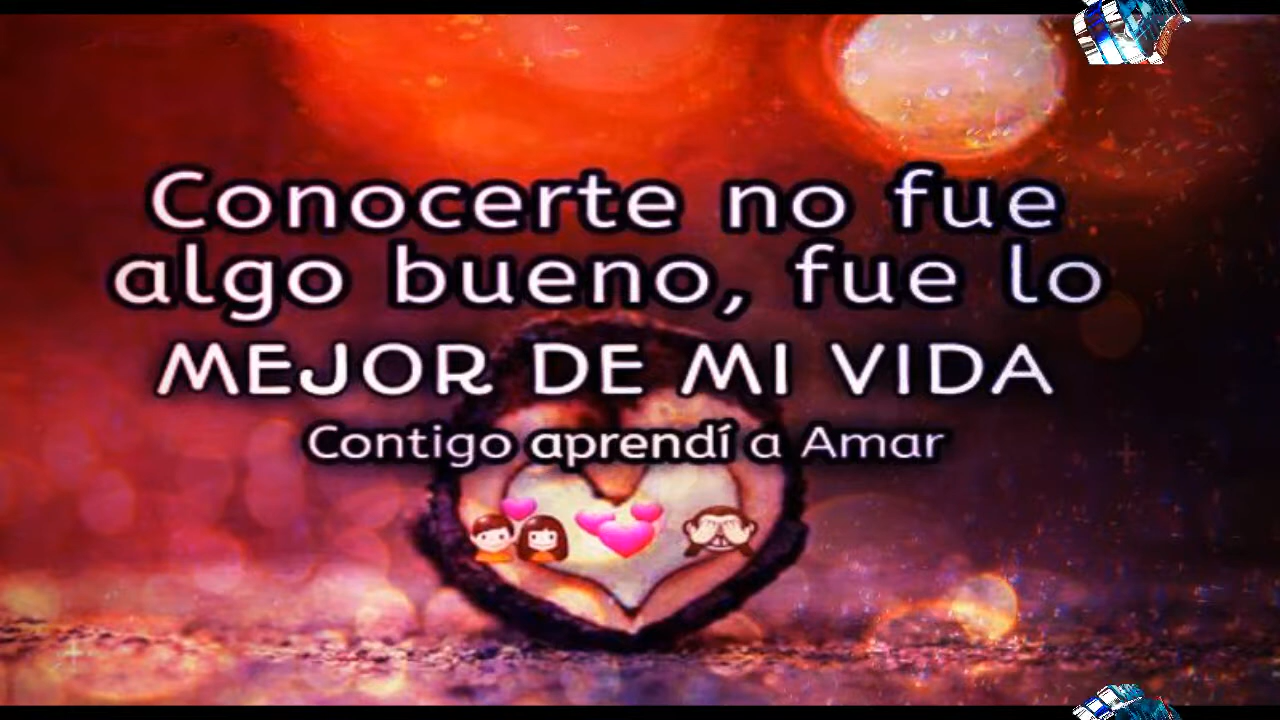 Conocerte no fue
algo bueno, fue lo
MEJOR DE MI VIDA
Contigo aprendí a Amar